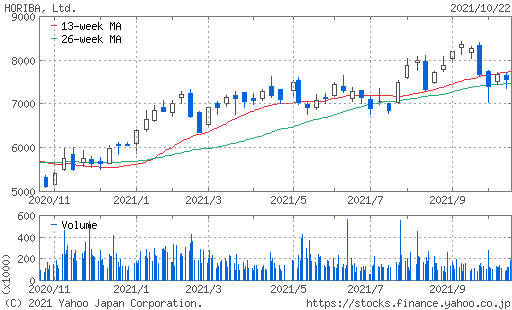 HORIBA, Ltd. 2021/10/22
9000
13-week MA
26-week MA
8000
7000
6000
5000
2020/11 2021/1 2021/3 2021/5 2021/7 2021/9
600
Volume
400
200
0
(x1000)
2020/11 2021/1 2021/3 2021/5 2021/7 2021/9
(C) 2021 Yahoo Japan Corporation. https://stocks.finance.yahoo.co.jp/